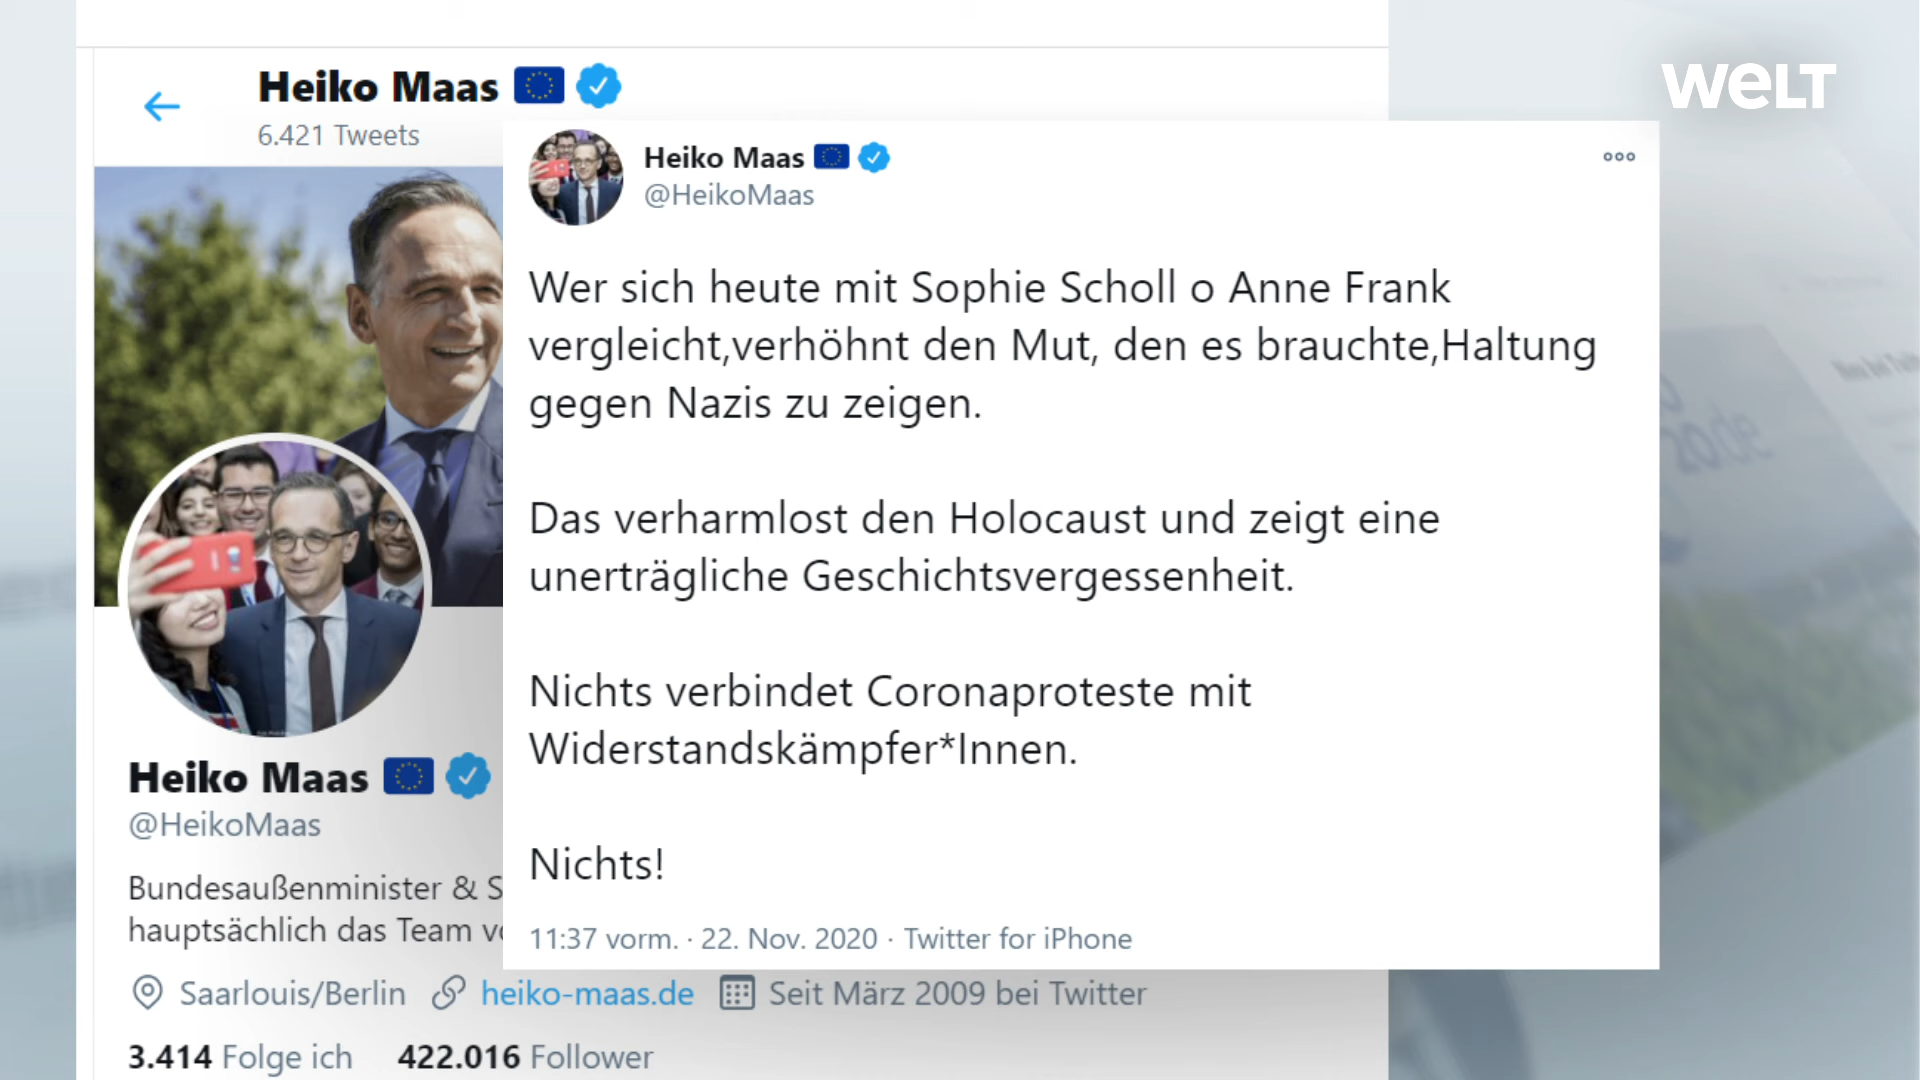 WELT
Heiko Maas
6.421 Tweets
Heiko Maas
@HeikoMaas
Wer sich heute mit Sophie Scholl o Anne Frank
vergleicht,verhöhnt den Mut, den es brauchte,Haltung
gegen Nazis zu zeigen.
Das verharmlost den Holocaust und zeigt eine
unerträgliche Geschichtsvergessenheit.
Nichts verbindet Coronaproteste mit
Widerstandskämpfer*Innen.
Nichts!
11:37 vorm. · 22. Nov. 2020 · Twitter for iPhone
Heiko Maas
@HeikoMaas
Bundesaußenminister & S
hauptsächlich das Team
Saarlouis/Berlin heiko-maas.de Seit März 2009 bei Twitter
3.414 Folge ich 422.016 Follower